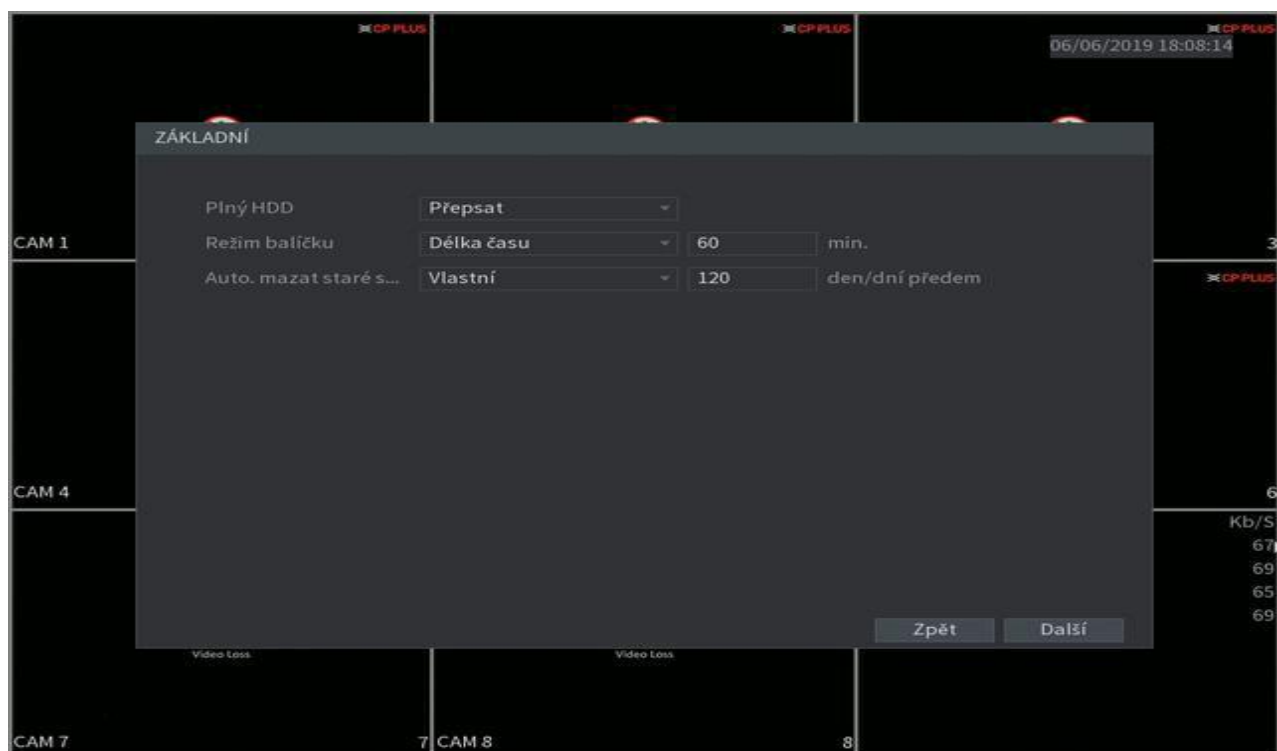 CP PLUS CP PLUS CP PLUS
06/06/2019 18:08:14
ZÁKLADNÍ
Plný HDD Přepsat
Režim balíčku Délka času 60 min.
Auto. mazat staré s... Vlastní 120 den/dní předem
CAM 1 3
CP PLUS
CAM 4 6
Kb/S
67
69
65
69
Zpět Další
Video Loss Video Loss
CAM 7 7 CAM 8 8